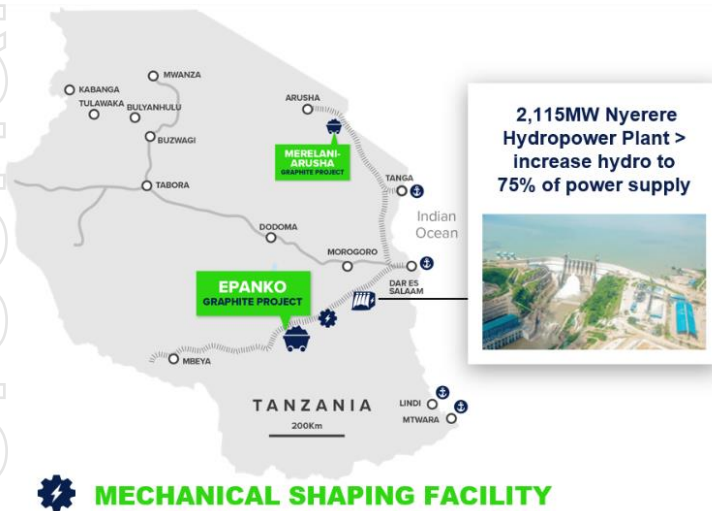 KABANGA
MWANZA
TULAWAKA
BULYANHULU
BUZWAGI
ARUSHA
MERELANI-
ARUSHA
GRAPHITE PROJECT
TABORA
TANGA
Indian
Ocean
DODOMA
MOROGORO
DAR ES
SALAAM
EPANKO
GRAPHITE PROJECT
MBEYA
TANZANIA
200Km
LINDI
MTWARA
2,115MW Nyerere
Hydropower Plant >
increase hydro to
75% of power supply
MECHANICAL SHAPING FACILITY